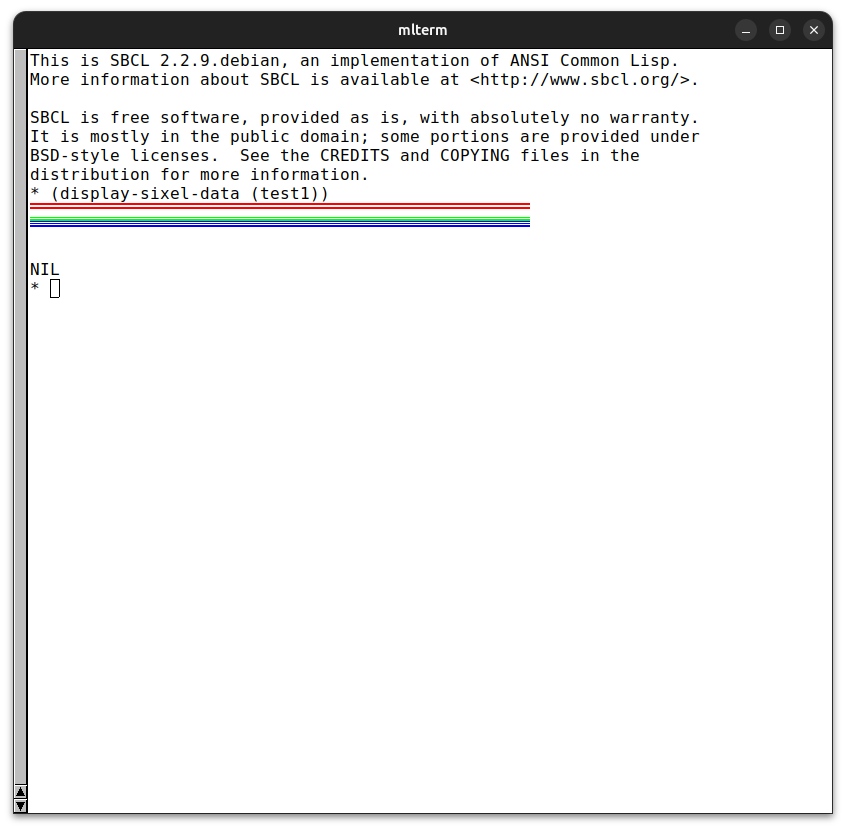 mlterm
This is SBCL 2.2.9.debian, an implementation of ANSI Common Lisp.
More information about SBCL is available at <http://www.sbcl.org/>.
SBCL is free software, provided as is, with absolutely no warranty.
It is mostly in the public domain; some portions are provided under
BSD-style licenses.  See the CREDITS and COPYING files in the
distribution for more information.
* (display-sixel-data (test1))
NIL
*